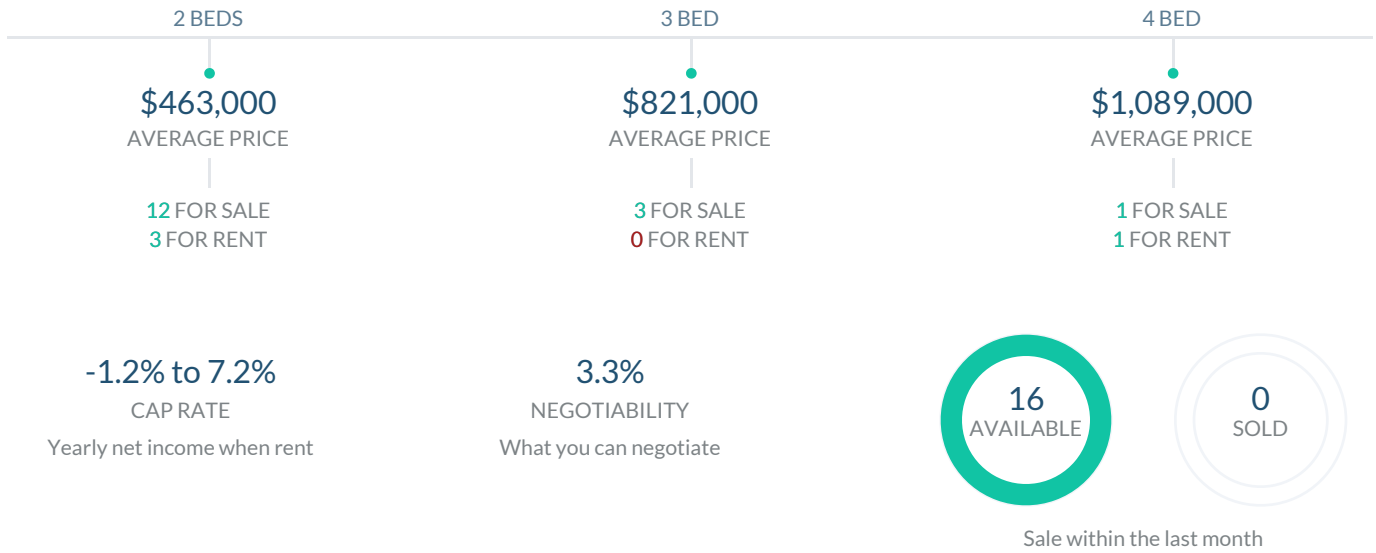 2 BEDS
3 BED
4 BED
$463,000
$821,000
$1,089,000
AVERAGE PRICE
AVERAGE PRICE
AVERAGE PRICE
12 FOR SALE
3 FOR SALE
1 FOR SALE
3 FOR RENT
0 FOR RENT
1 FOR RENT
-1.2% to 7.2%
CAP RATE
Yearly net income when rent
3.3%
NEGOTIABILITY
What you can negotiate
16
AVAILABLE
0
SOLD
Sale within the last month